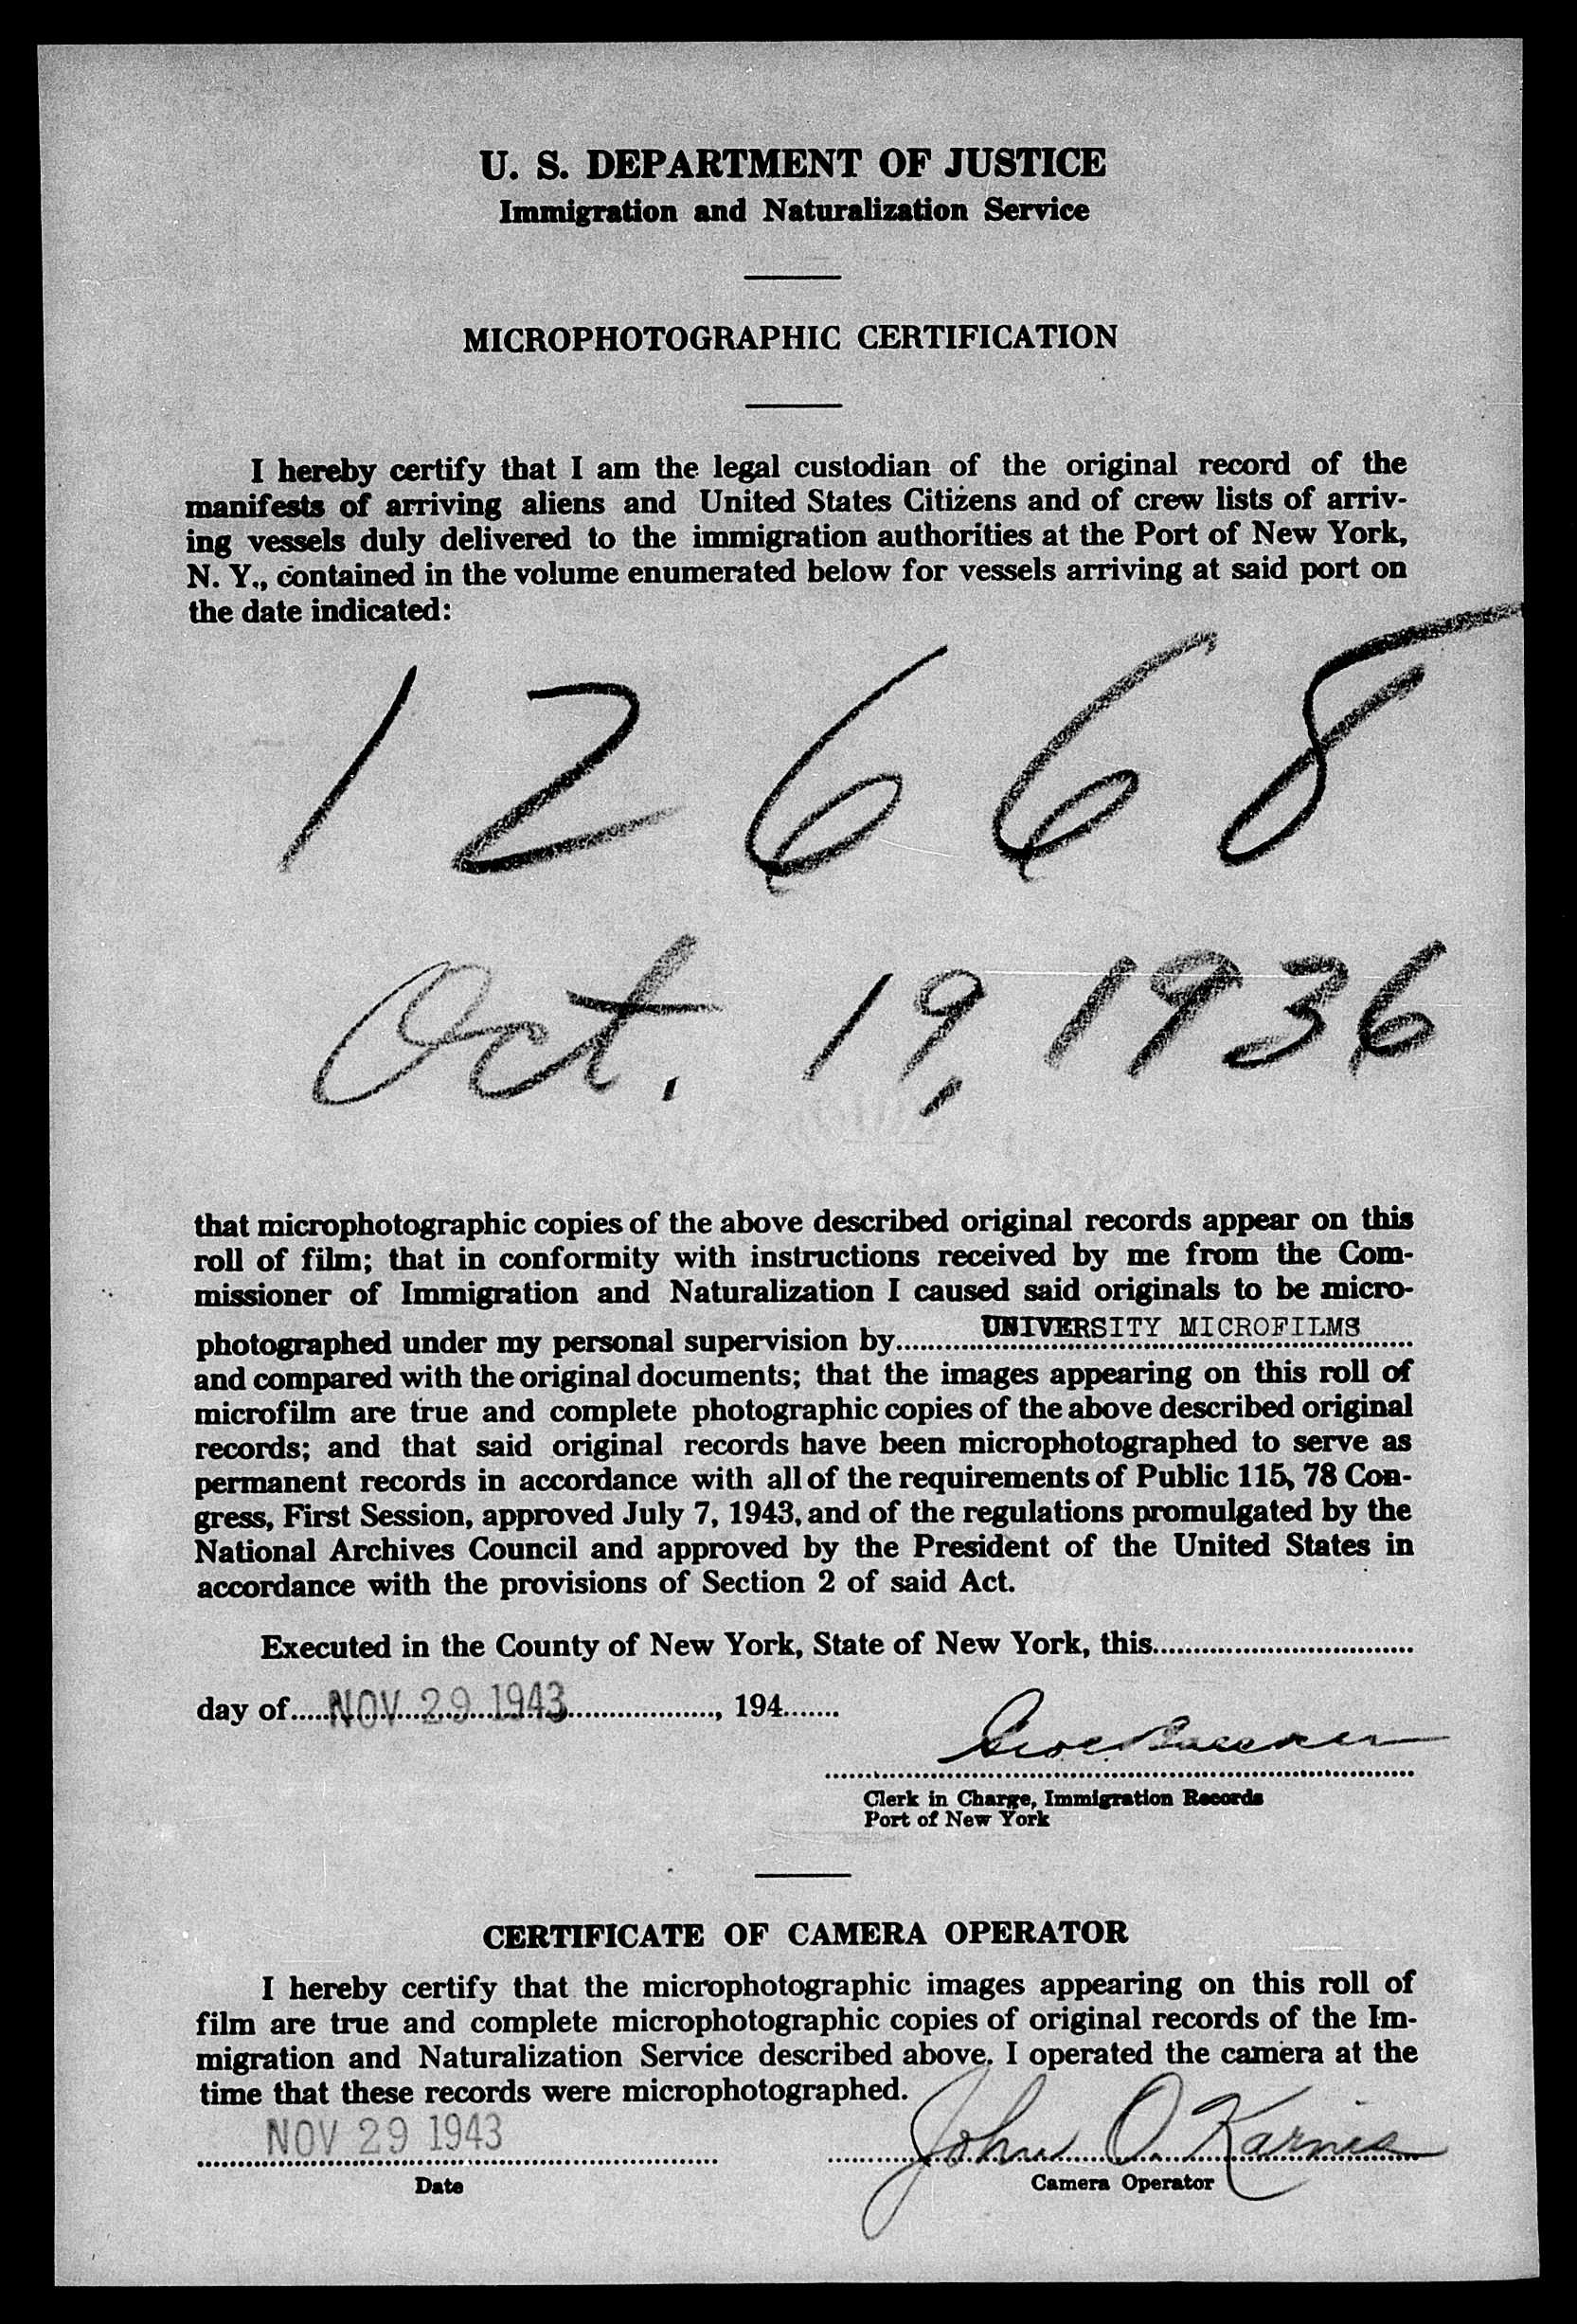 U. S. DEPARTMENT OF JUSTICE
Immigration and Naturalization Service
MICROPHOTOGRAPHIC CERTIFICATION
I hereby certify that I am the legal custodian of the original record of the
manifests of arriving aliens and United States Citizens and of crew lists of arriv-
ing vessels duly delivered to the immigration authorities at the Port of New York,
N. Y., contained in the volume enumerated below for vessels arriving at said port on
the date indicated:
12668
Oct. 19, 1936
that microphotographic copies of the above described original records appear on this
roll of film; that in conformity with instructions received by me from the Com-
missioner of Immigration and Naturalization I caused said originals to be micro-
photographed under my personal supervision by UNIVERSITY MICROFILMS
and compared with the original documents; that the images appearing on this roll of
microfilm are true and complete photographic copies of the above described original
records; and that said original records have been microphotographed to serve as
permanent records in accordance with all of the requirements of Public 115, 78 Con-
gress, First Session, approved July 7, 1943, and of the regulations promulgated by the
National Archives Council and approved by the President of the United States in
accordance with the provisions of Section 2 of said Act.
Executed in the County of New York, State of New York, this
day of NOV 29 1943, 194
Clerk in Charge, Immigration Records
Port of New York
CERTIFICATE OF CAMERA OPERATOR
I hereby certify that the microphotographic images appearing on this roll of
film are true and complete microphotographic copies of original records of the Im-
migration and Naturalization Service described above. I operated the camera at the
time that these records were microphotographed.
NOV 29 1943 John O. Karnes
Date Camera Operator